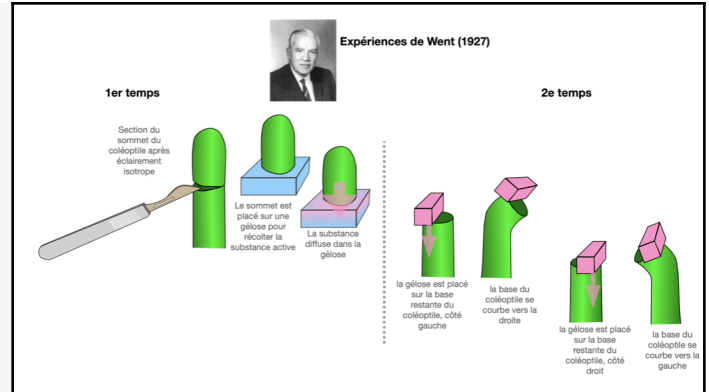 Expériences de Went (1927)
1er temps
2e temps
Section du
sommet du
coléoptile après
éclairement
isotrope
Le sommet est
placé sur une
gélose pour
récolter la
substance active
La substance
diffuse dans la
gélose
la gélose est placé
sur la base
restante du
coléoptile, côté
gauche
la base du
coléoptile se
courbe vers la
droite
la gélose est placé
sur la base
restante du
coléoptile, côté
droit
la base du
coléoptile se
courbe vers la
gauche